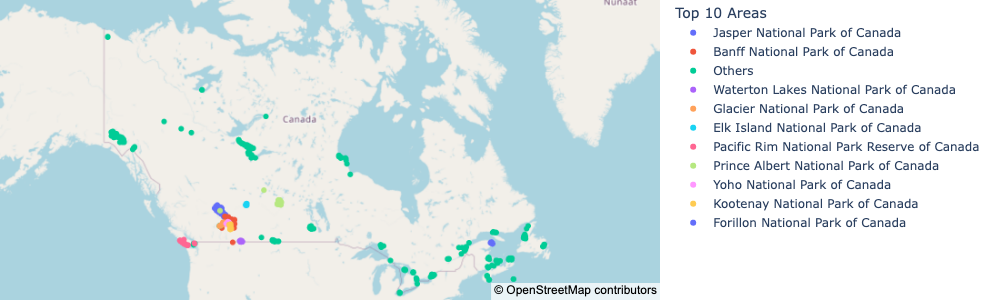 Nunaat
Canada
© OpenStreetMap contributors
Top 10 Areas
Jasper National Park of Canada
Banff National Park of Canada
Others
Waterton Lakes National Park of Canada
Glacier National Park of Canada
Elk Island National Park of Canada
Pacific Rim National Park Reserve of Canada
Prince Albert National Park of Canada
Yoho National Park of Canada
Kootenay National Park of Canada
Forillon National Park of Canada